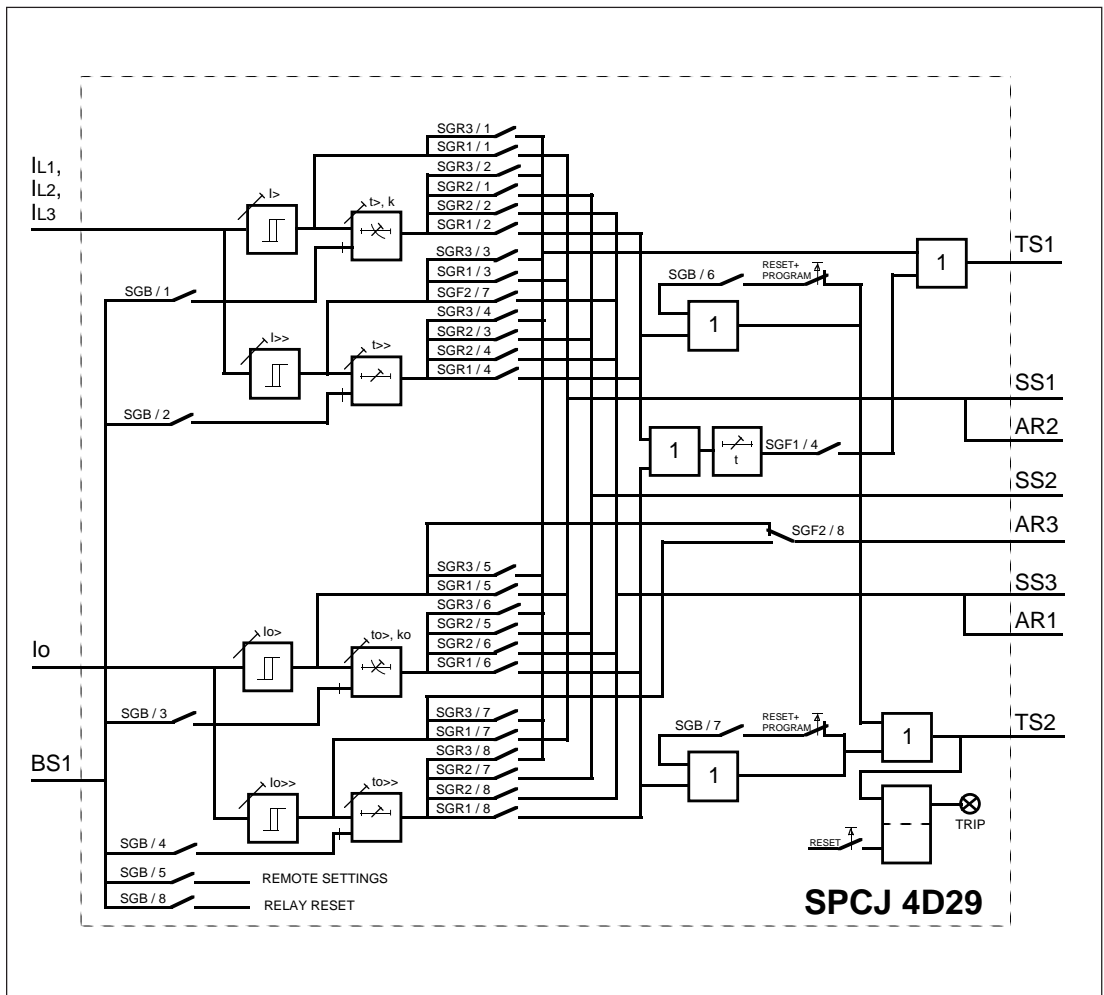 SGR3 / 1
SGR1 / 1
SGR3 / 2
SGR2 / 1
SGR2 / 2
SGR1 / 2
IL1,
IL2,
IL3
I>
t>, k
SGR3 / 3
SGR1 / 3
SGF2 / 7
SGR3 / 4
SGR2 / 3
SGR2 / 4
SGR1 / 4
SGB / 1
I>>
t>>
SGB / 2
SGB / 6
RESET+
PROGRAM
1
1
TS1
SS1
AR2
1
t
SGF1 / 4
SS2
SGF2 / 8
AR3
SS3
AR1
SGR3 / 5
SGR1 / 5
SGR3 / 6
SGR2 / 5
SGR2 / 6
SGR1 / 6
Io
Io>
to>, ko
SGB / 3
SGR3 / 7
SGR1 / 7
SGR3 / 8
SGR2 / 7
SGR2 / 8
SGR1 / 8
BS1
Io>>
to>>
SGB / 7
RESET+
PROGRAM
1
1
TS2
TRIP
RESET
SGB / 4
SGB / 5
REMOTE SETTINGS
SGB / 8
RELAY RESET
SPCJ 4D29